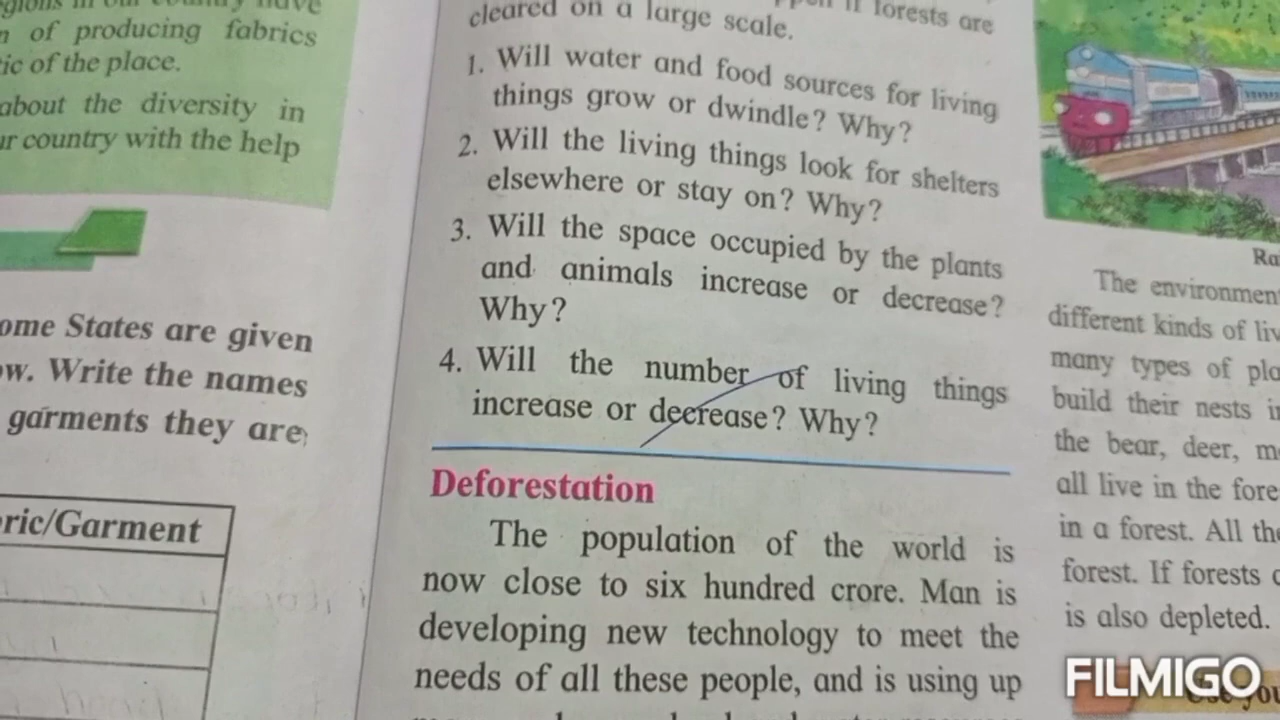 of producing fabrics
of the place.
about the diversity in
country with the help
States are given
Write the names
garments they are
ric/Garment
forests are
cleared on a large scale.
1. Will water and food sources for living
things grow or dwindle? Why?
2. Will the living things look for shelters
elsewhere or stay on? Why?
3. Will the space occupied by the plants
and animals increase or decrease?
Why?
4. Will the number of living things
increase or decrease? Why?
Deforestation
The population of the world is
now close to six hundred crore. Man is
developing new technology to meet the
needs of all these people, and is using up
Ra
The environmen
different kinds of liv
many types of pla
build their nests i
the bear, deer, m
all live in the fore
in a forest. All th
forest. If forests
is also depleted.
FILMIGO